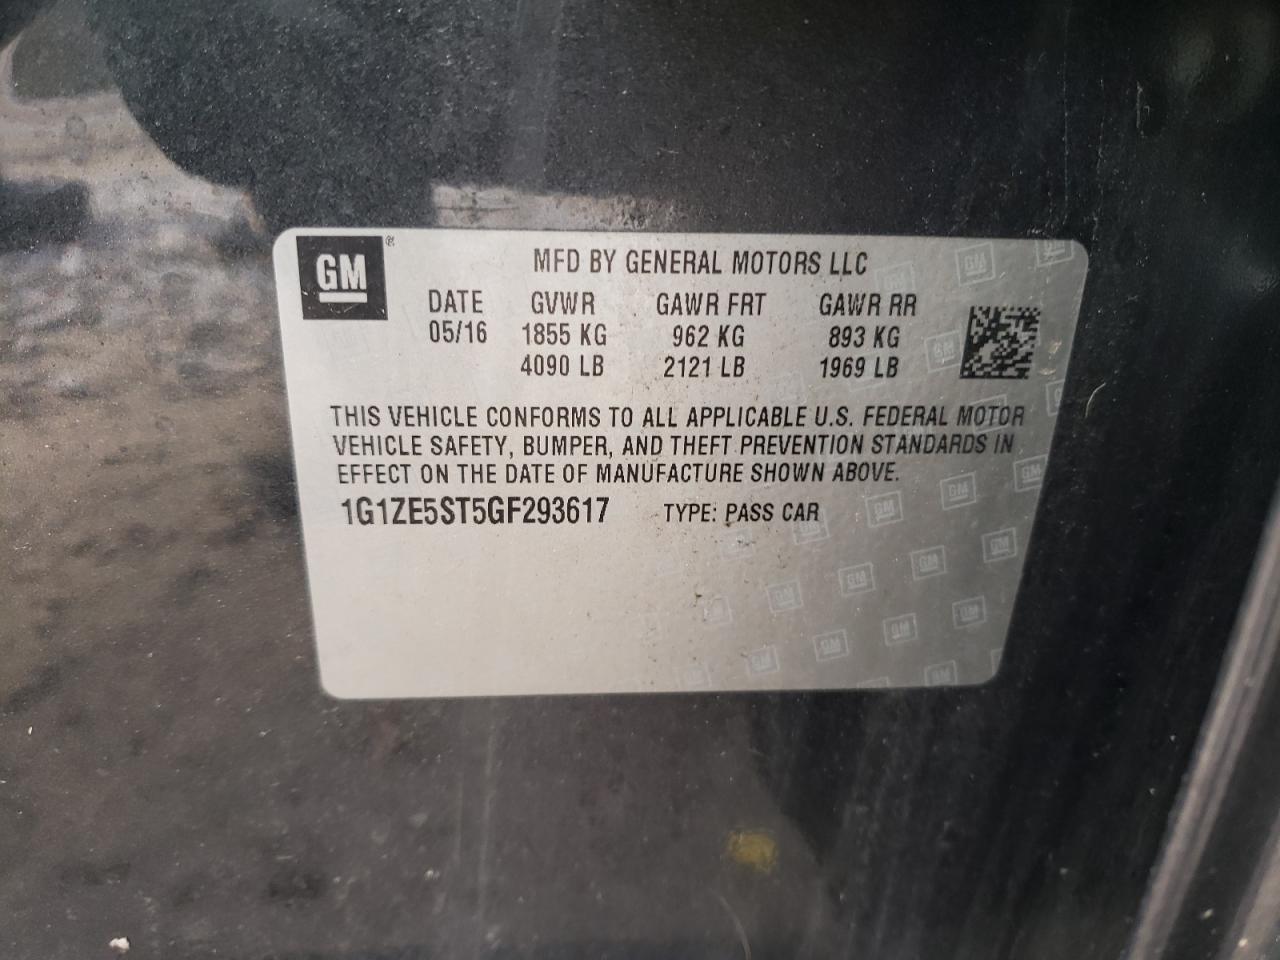 GM ®
MFD BY GENERAL MOTORS LLC
DATE GVWR GAWR FRT GAWR RR
05/16 1855 KG 962 KG 893 KG
4090 LB 2121 LB 1969 LB
THIS VEHICLE CONFORMS TO ALL APPLICABLE U.S. FEDERAL MOTOR
VEHICLE SAFETY, BUMPER, AND THEFT PREVENTION STANDARDS IN
EFFECT ON THE DATE OF MANUFACTURE SHOWN ABOVE.
1G1ZE5ST5GF293617 TYPE: PASS CAR